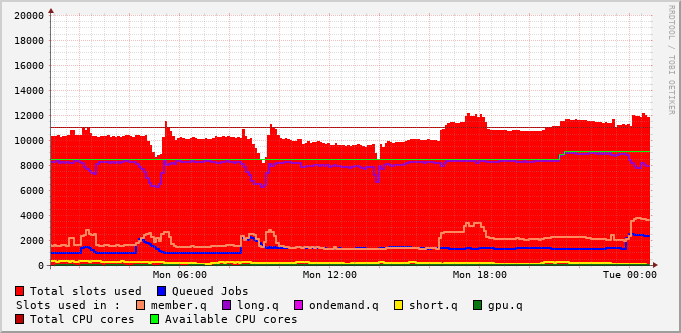 20000
18000
16000
14000
12000
10000
8000
6000
4000
2000
0
Mon 06:00 Mon 12:00 Mon 18:00 Tue 00:00
RRDTOOL / TOBI OETIKER
Total slots used Queued Jobs
Slots used in : member.q long.q ondemand.q short.q gpu.q
Total CPU cores Available CPU cores